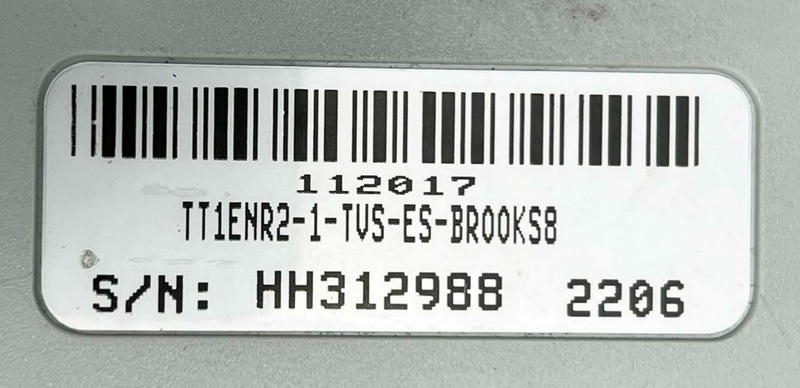 112017
TT1ENR2-1-TVS-ES-BROOKS8
S/N: HH312988 2206